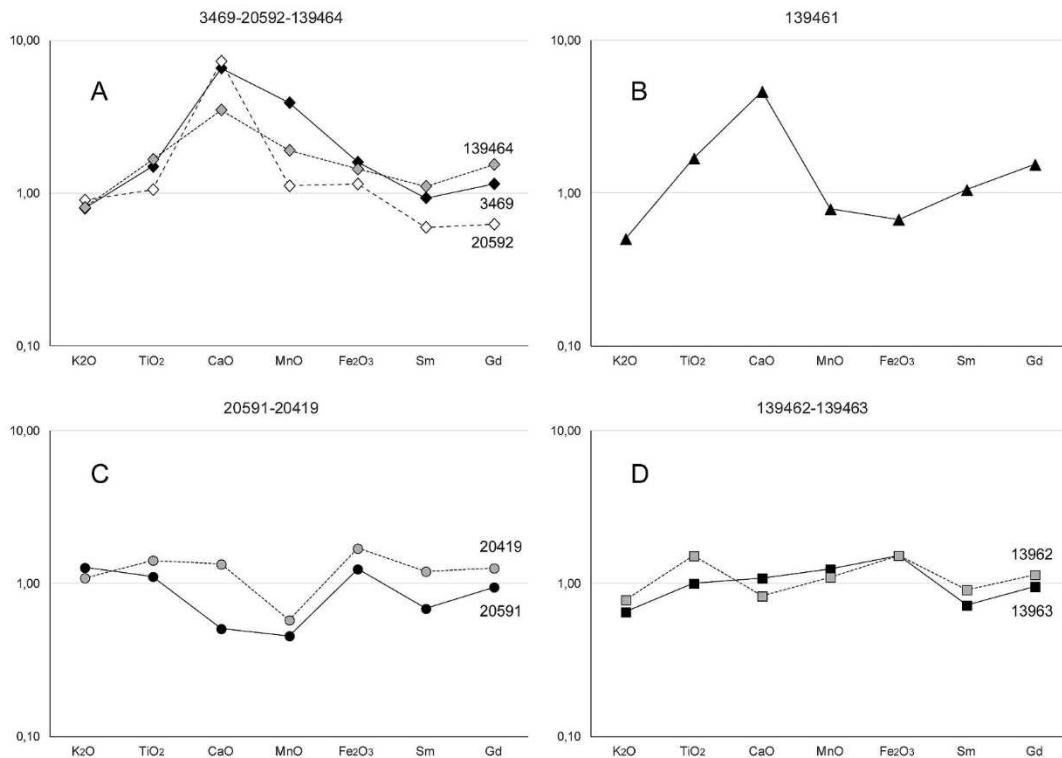 3469-20592-139464
10,00
A
1,00
139464
3469
20592
0,10
K2O TiO2 CaO MnO Fe2O3 Sm Gd
139461
10,00
B
1,00
0,10
K2O TiO2 CaO MnO Fe2O3 Sm Gd
20591-20419
10,00
C
20419
1,00
20591
0,10
K2O TiO2 CaO MnO Fe2O3 Sm Gd
139462-139463
10,00
D
13962
1,00
13963
0,10
K2O TiO2 CaO MnO Fe2O3 Sm Gd